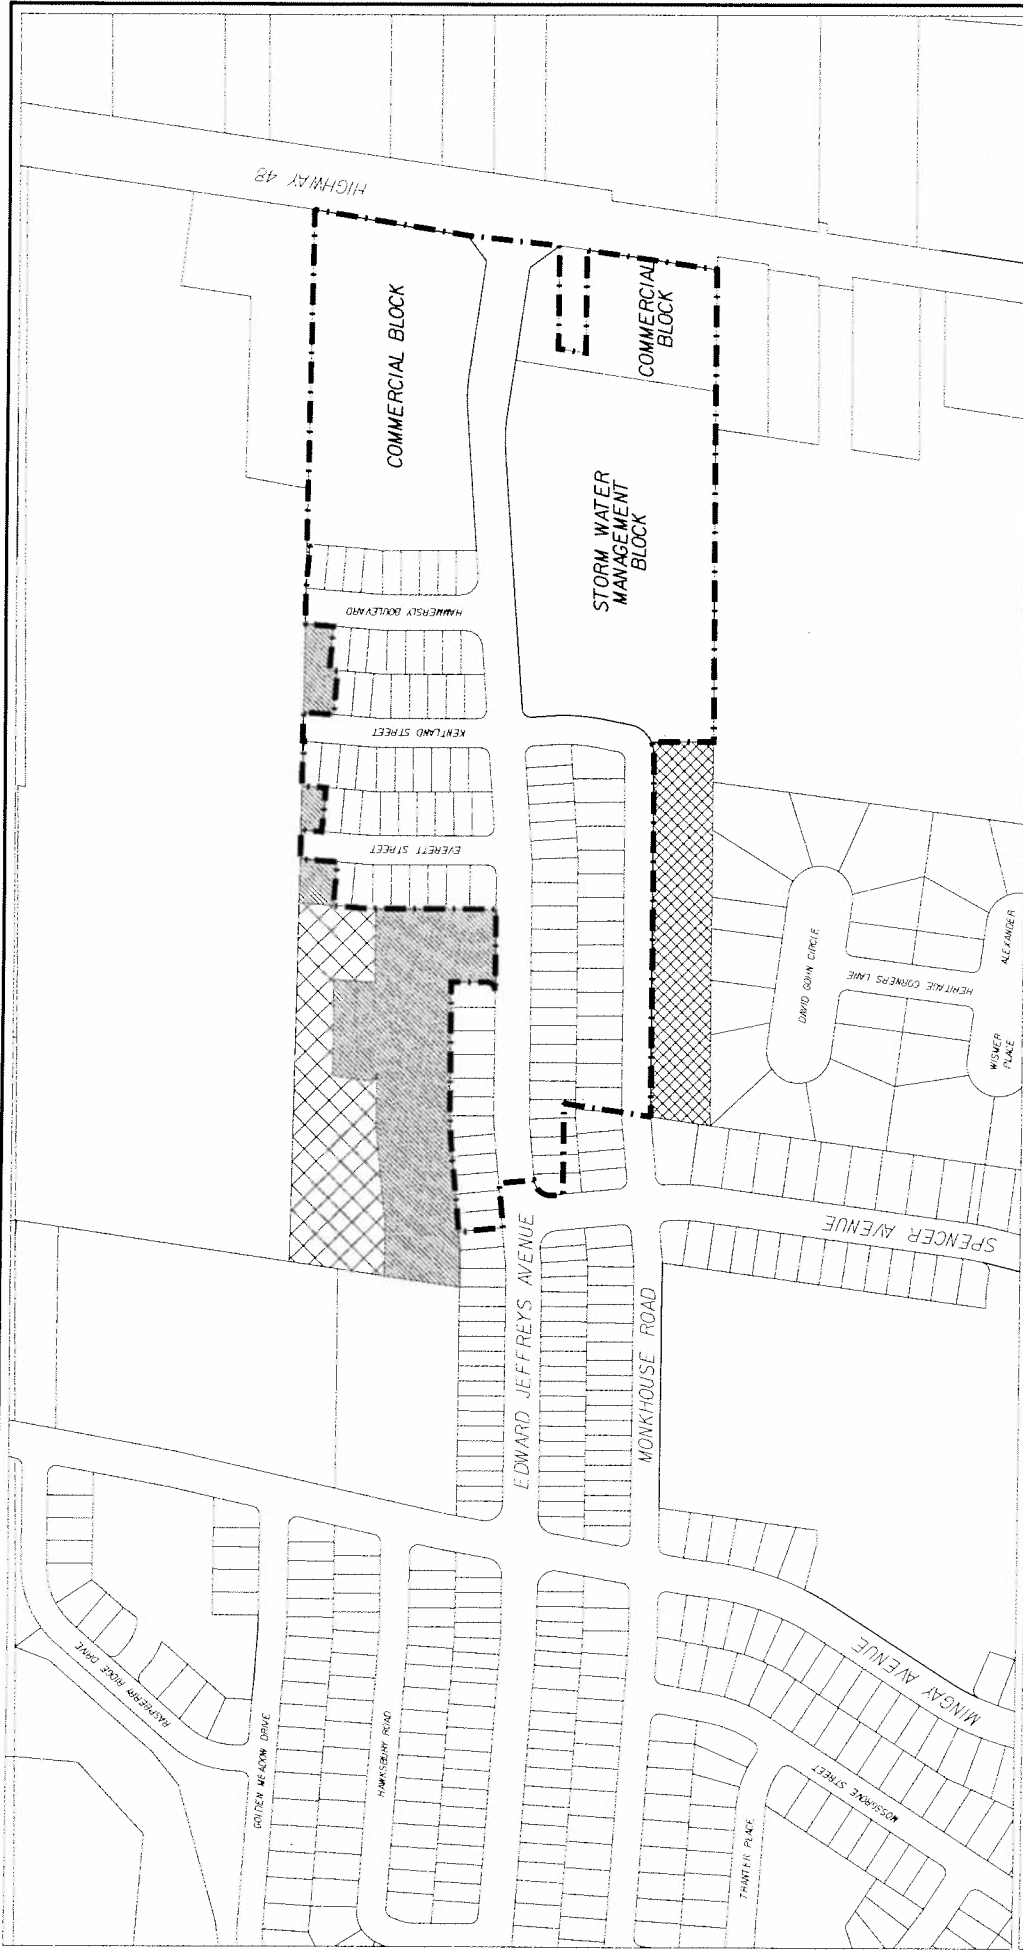 HIGHWAY 48
COMMERCIAL BLOCK
COMMERCIAL
BLOCK
STORM WATER
MANAGEMENT
BLOCK
HAMMERSLY BOULEVARD
KENTLAND STREET
EVERETT STREET
DAVID GOHN CIRCLE
HERITAGE CORNERS LANE
ALEXANDER
WISMER
PLACE
SPENCER AVENUE
EDWARD JEFFREYS AVENUE
MONKHOUSE ROAD
MINGAY AVENUE
RASPBERRY RIDGE DRIVE
GOLDEN MEADOW DRIVE
HAWKSBURY ROAD
MOSSGROVE STREET
TRANTER PLACE